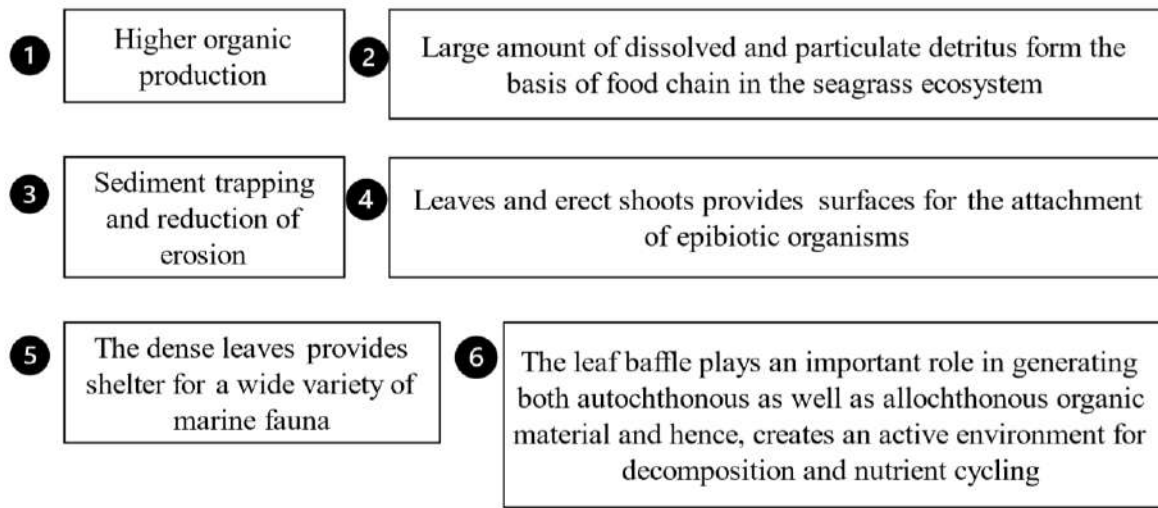 1
Higher organic
production
2
Large amount of dissolved and particulate detritus form the
basis of food chain in the seagrass ecosystem
3
Sediment trapping
and reduction of
erosion
4
Leaves and erect shoots provides surfaces for the attachment
of epibiotic organisms
5
The dense leaves provides
shelter for a wide variety of
marine fauna
6
The leaf baffle plays an important role in generating
both autochthonous as well as allochthonous organic
material and hence, creates an active environment for
decomposition and nutrient cycling